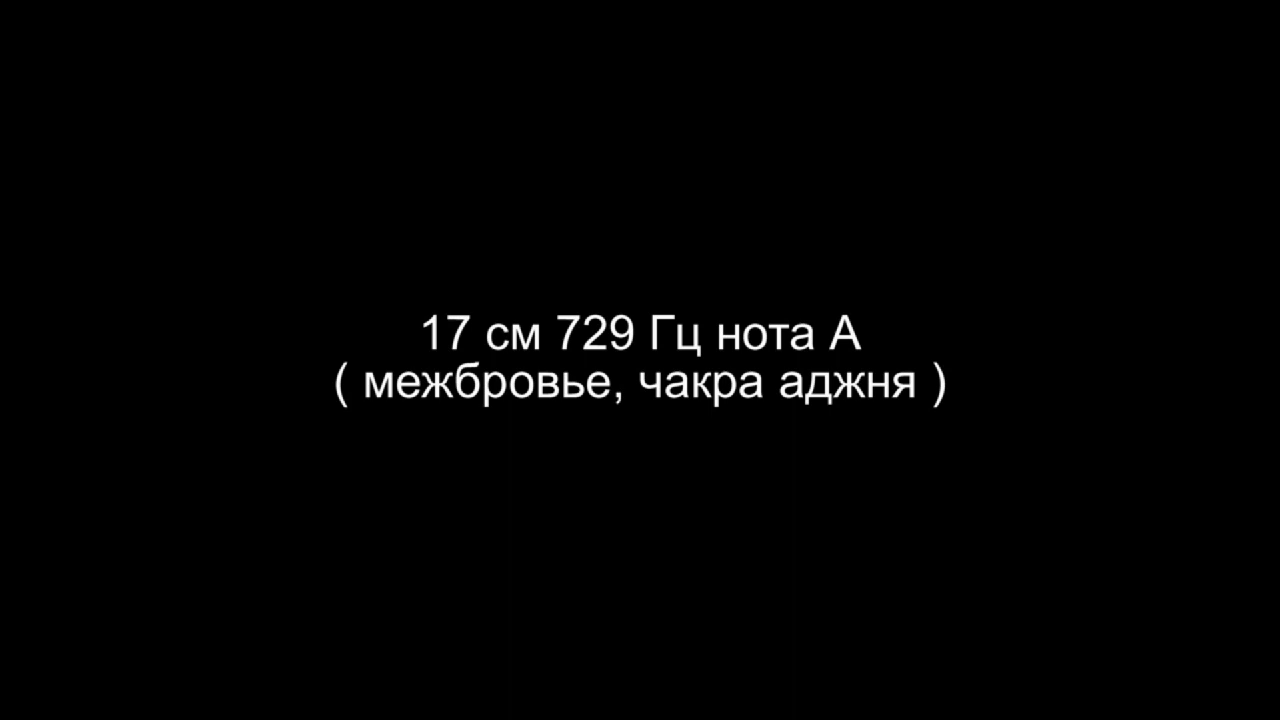 17 см 729 Гц нота А
( межбровье, чакра аджня )